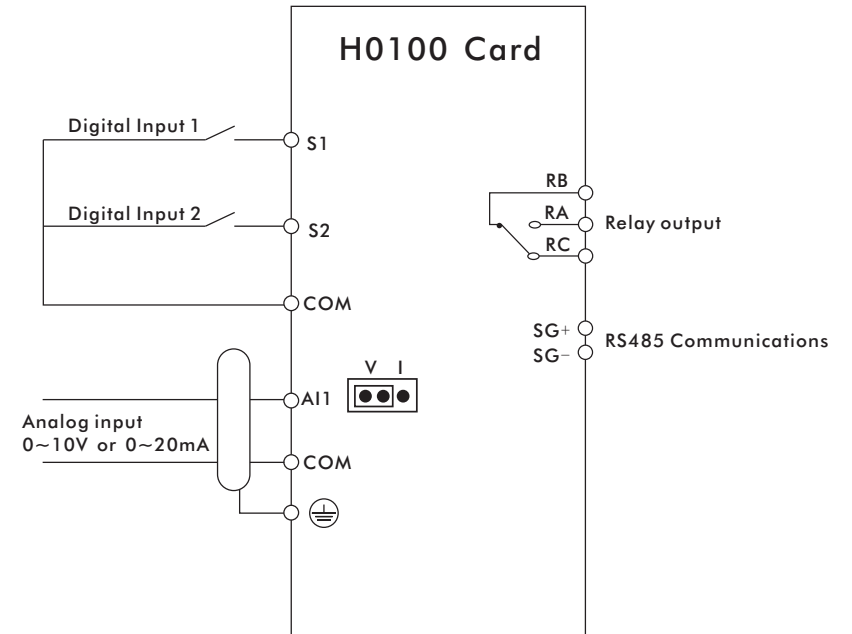 H0100 Card
Digital Input 1
S1
Digital Input 2
S2
COM
RB
RA
Relay output
RC
SG+
SG−
RS485 Communications
V I
AI1
Analog input
0~10V or 0~20mA
COM